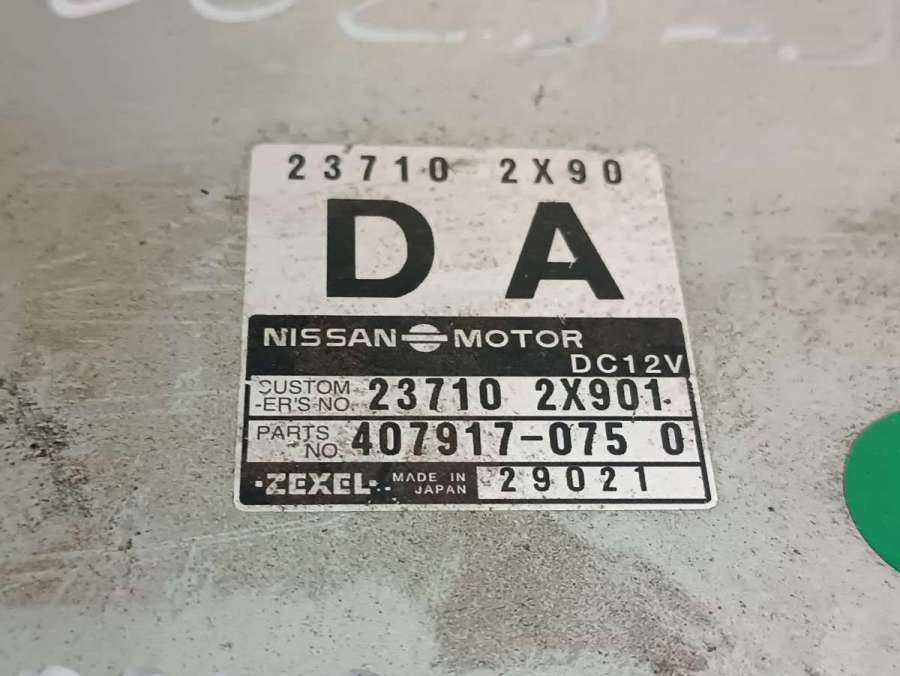 23710 2X90
DA
NISSAN MOTOR
DC12V
CUSTOM
-ER'S NO. 23710 2X901
PARTS
NO. 407917-075 0
ZEXEL MADE IN
JAPAN 29021